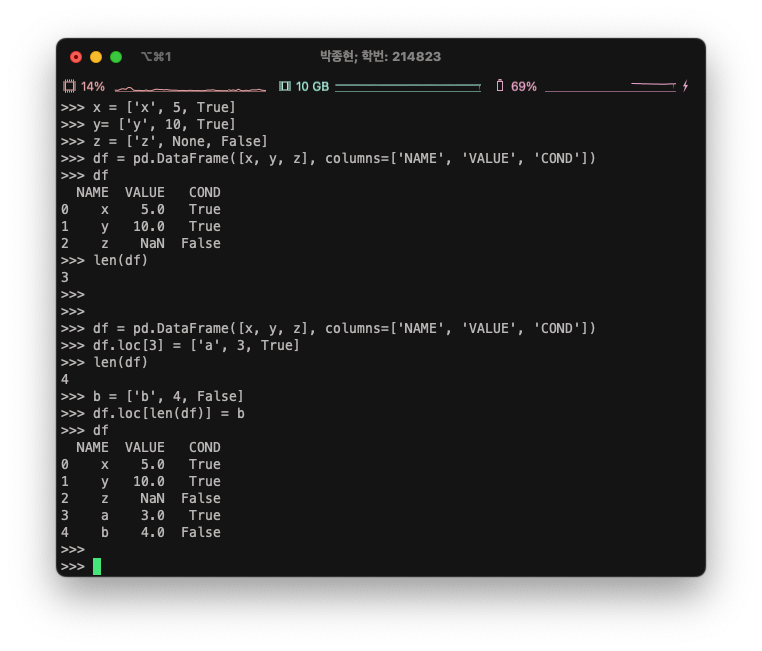 ⌥⌘1 박종현; 학번: 214823
14% 10 GB 69%
>>> x = ['x', 5, True]
>>> y= ['y', 10, True]
>>> z = ['z', None, False]
>>> df = pd.DataFrame([x, y, z], columns=['NAME', 'VALUE', 'COND'])
>>> df
  NAME  VALUE   COND
0    x    5.0   True
1    y   10.0   True
2    z    NaN  False
>>> len(df)
3
>>>
>>>
>>> df = pd.DataFrame([x, y, z], columns=['NAME', 'VALUE', 'COND'])
>>> df.loc[3] = ['a', 3, True]
>>> len(df)
4
>>> b = ['b', 4, False]
>>> df.loc[len(df)] = b
>>> df
  NAME  VALUE   COND
0    x    5.0   True
1    y   10.0   True
2    z    NaN  False
3    a    3.0   True
4    b    4.0  False
>>>
>>>